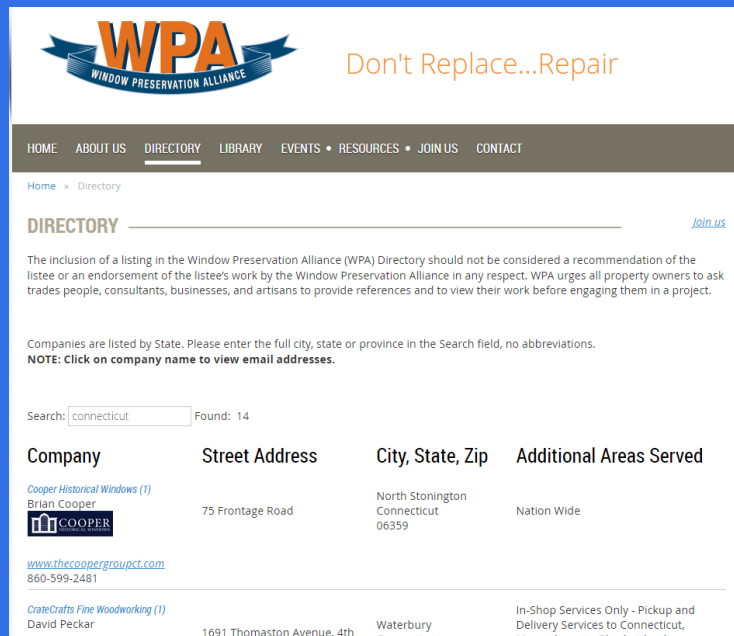 WPA
WINDOW PRESERVATION ALLIANCE
Don't Replace...Repair
HOME ABOUT US DIRECTORY LIBRARY EVENTS • RESOURCES • JOIN US CONTACT
Home » Directory
DIRECTORY
Join us
The inclusion of a listing in the Window Preservation Alliance (WPA) Directory should not be considered a recommendation of the
listee or an endorsement of the listee's work by the Window Preservation Alliance in any respect. WPA urges all property owners to ask
trades people, consultants, businesses, and artisans to provide references and to view their work before engaging them in a project.
Companies are listed by State. Please enter the full city, state or province in the Search field, no abbreviations.
NOTE: Click on company name to view email addresses.
Search: connecticut Found: 14
Company Street Address City, State, Zip Additional Areas Served
Cooper Historical Windows (1)
Brian Cooper
COOPER
HISTORICAL WINDOWS
www.thecoopergroupct.com
860-599-2481
75 Frontage Road
North Stonington
Connecticut
06359
Nation Wide
CrateCrafts Fine Woodworking (1)
David Peckar
1691 Thomaston Avenue, 4th
Waterbury
In-Shop Services Only - Pickup and
Delivery Services to Connecticut,